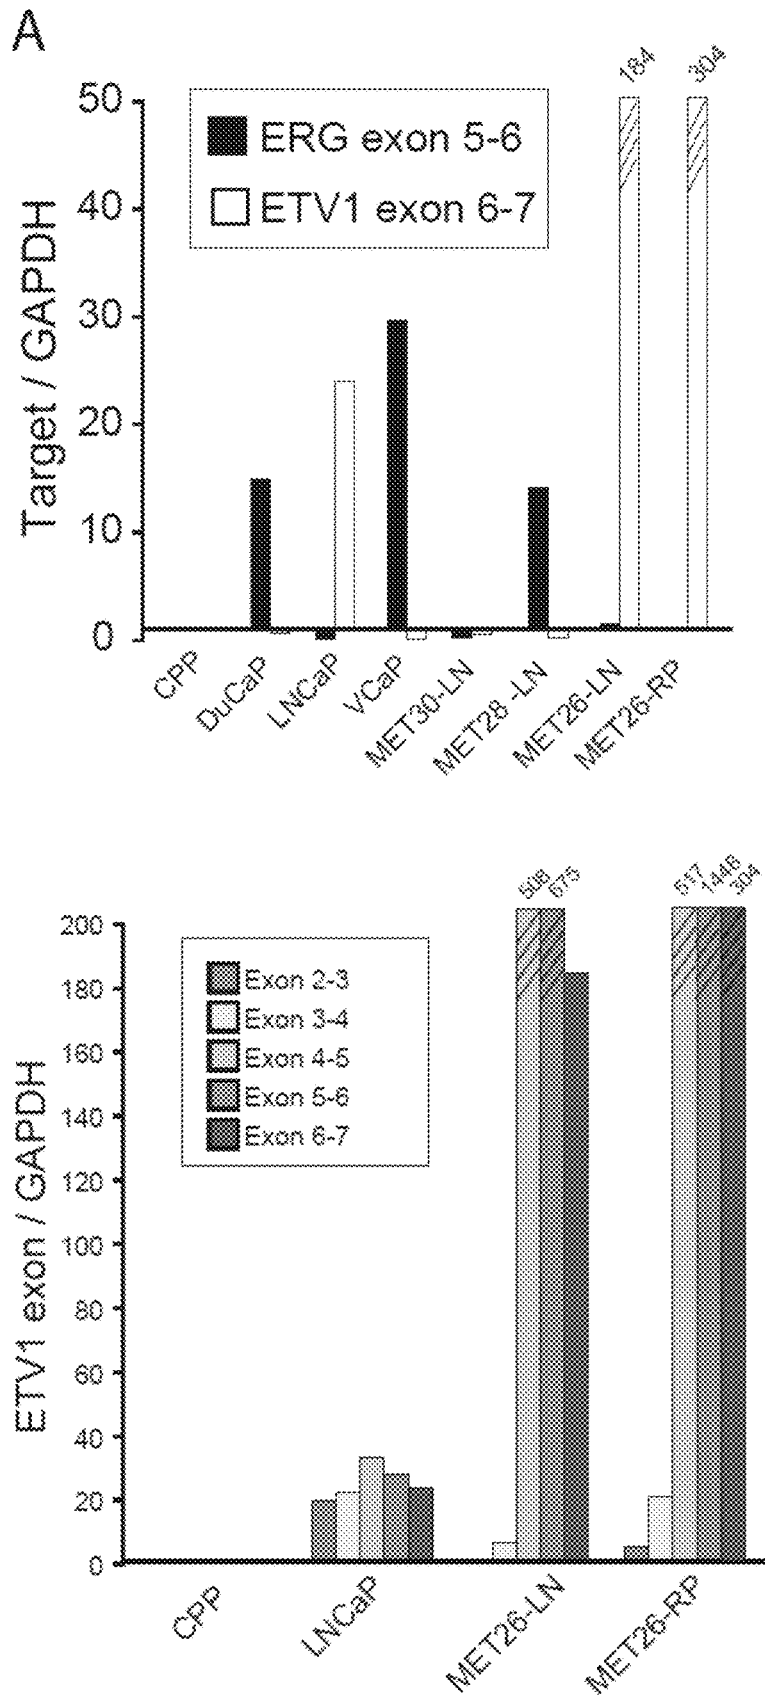 A
184
304
50
40
30
20
10
0
Target / GAPDH
ERG exon 5-6
ETV1 exon 6-7
CPP
DuCaP
LNCaP
VCaP
MET30-LN
MET28 -LN
MET26-LN
MET26-RP
508
675
617
1446
304
200
180
160
140
120
100
80
60
40
20
0
ETV1 exon / GAPDH
Exon 2-3
Exon 3-4
Exon 4-5
Exon 5-6
Exon 6-7
CPP
LNCaP
MET26-LN
MET26-RP